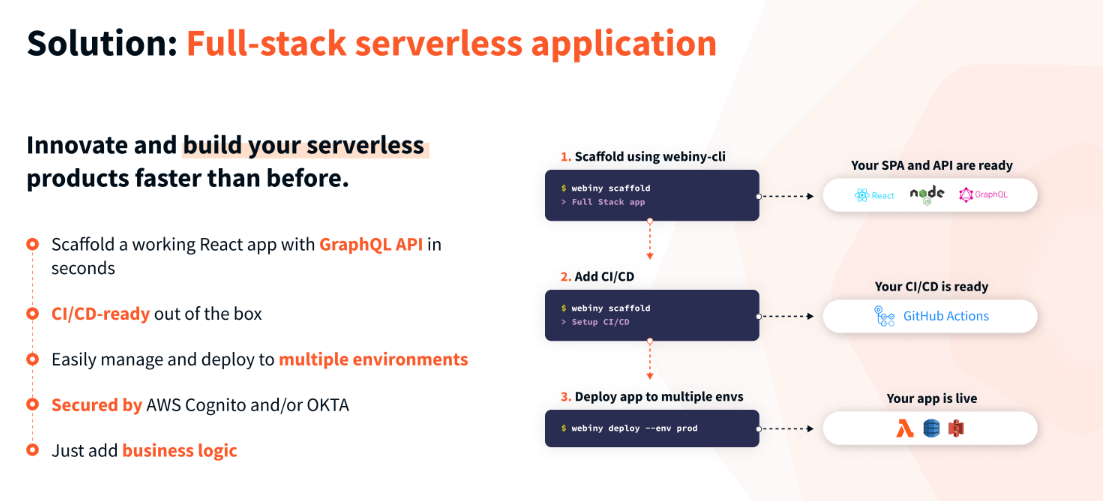 Solution: Full-stack serverless application
Innovate and build your serverless
products faster than before.
Scaffold a working React app with GraphQL API in
seconds
CI/CD-ready out of the box
Easily manage and deploy to multiple environments
Secured by AWS Cognito and/or OKTA
Just add business logic
1. Scaffold using webiny-cli
$ webiny scaffold
> Full Stack app
Your SPA and API are ready
React
node
GraphQL
2. Add CI/CD
$ webiny scaffold
> Setup CI/CD
Your CI/CD is ready
GitHub Actions
3. Deploy app to multiple envs
$ webiny deploy --env prod
Your app is live